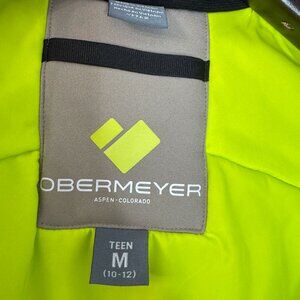 OBERMEYER
ASPEN · COLORADO
TEEN
M
(10-12)